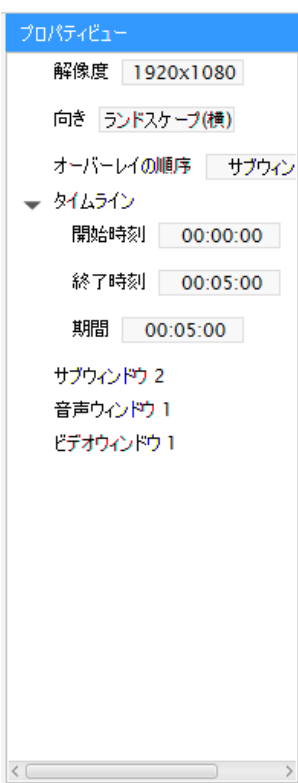 プロパティビュー
解像度 1920x1080
向き ランドスケープ(横)
オーバーレイの順序 サブウィン
タイムライン
開始時刻 00:00:00
終了時刻 00:05:00
期間 00:05:00
サブウィンドウ 2
音声ウィンドウ 1
ビデオウィンドウ 1